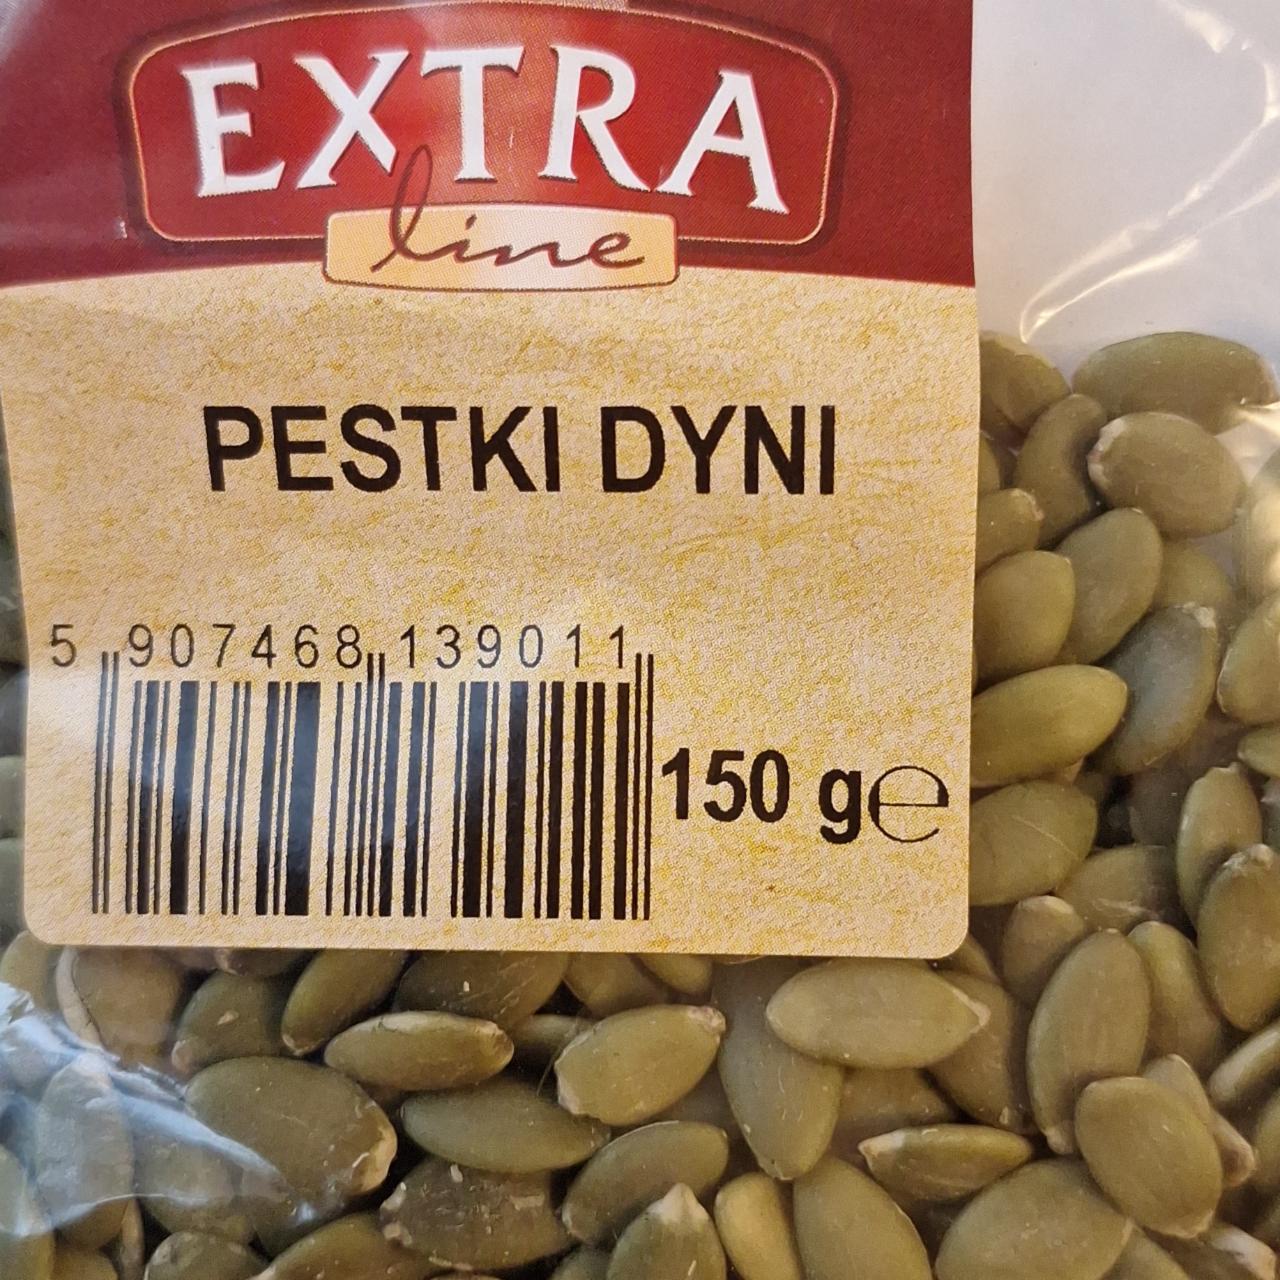 EXTRA
line
PESTKI DYNI
5 907468 139011
150 g℮